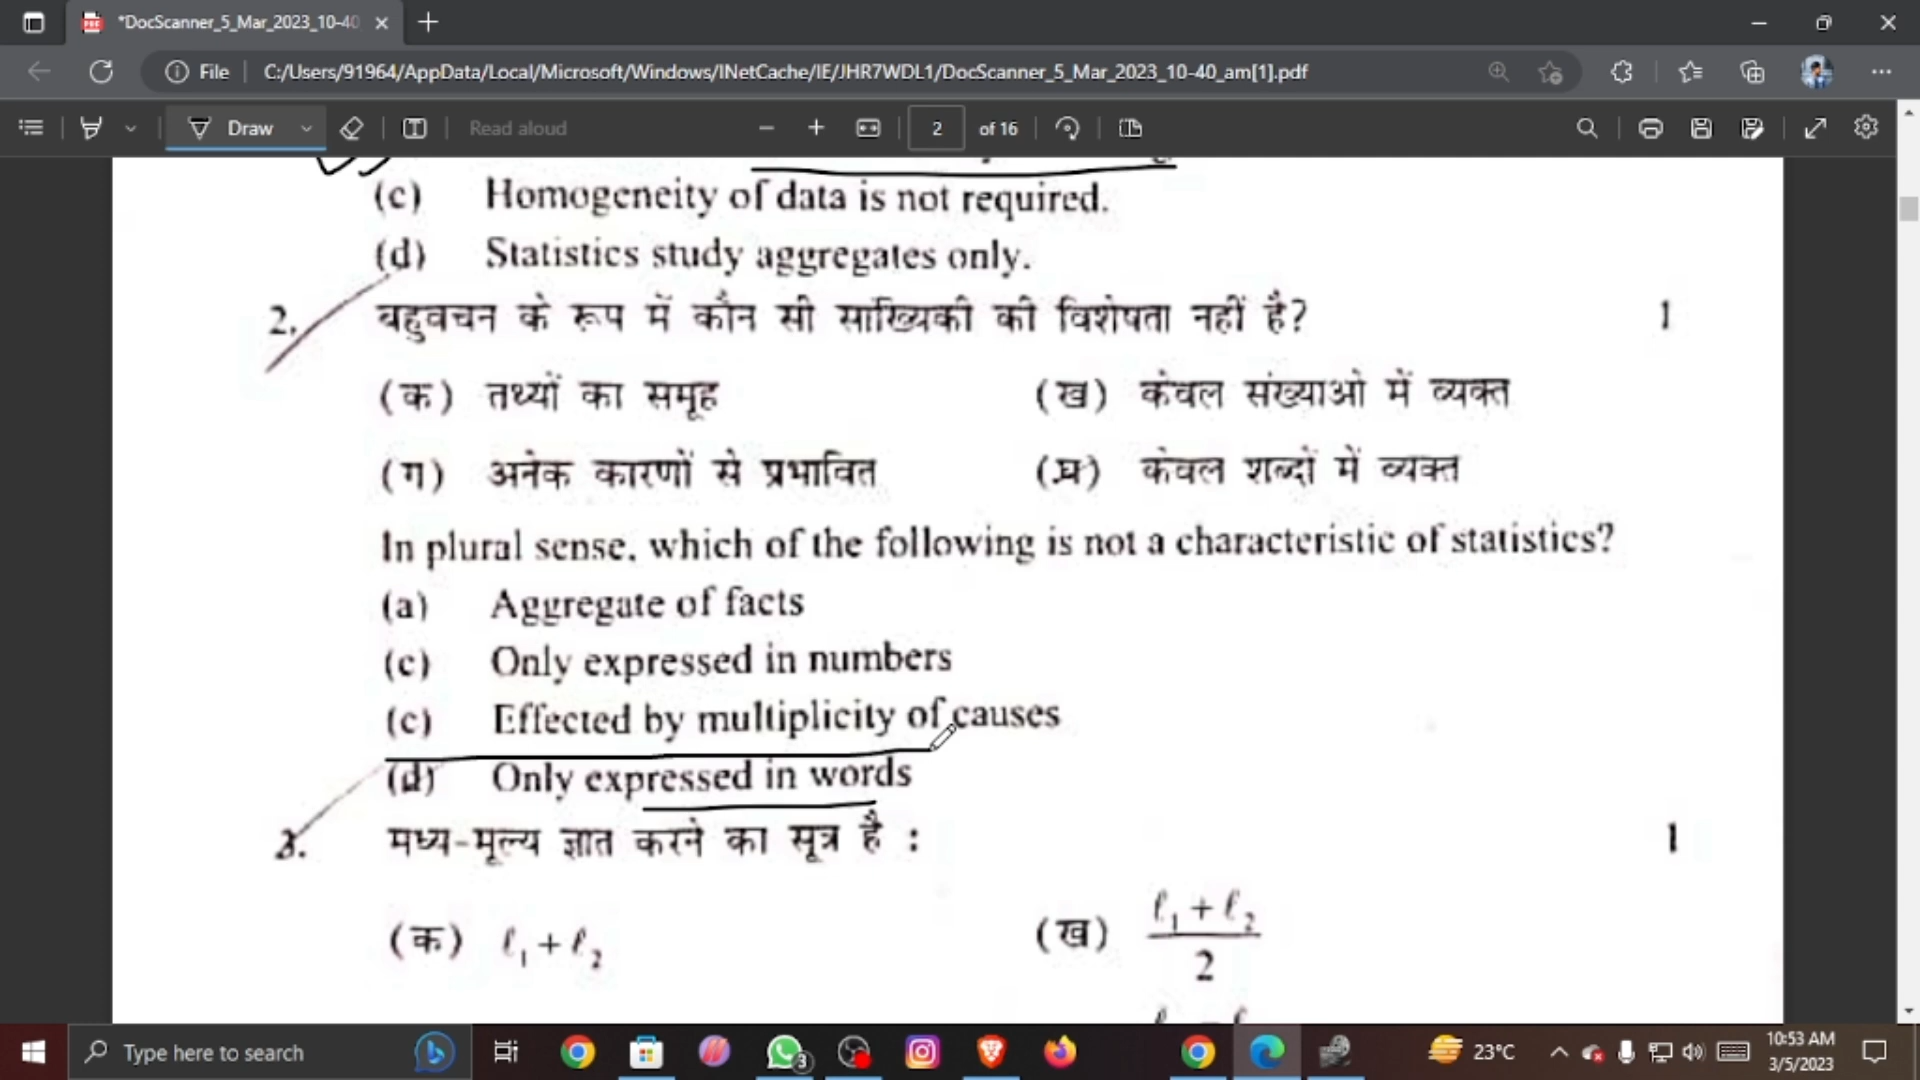 *DocScanner_5_Mar_2023_10-40
File C:/Users/91964/AppData/Local/Microsoft/Windows/INetCache/IE/JHR7WDL1/DocScanner_5_Mar_2023_10-40_am[1].pdf
Draw Read aloud 2 of 16
(c) Homogeneity of data is not required.
(d) Statistics study aggregates only.
2. बहुवचन के रूप में कौन सी साख्यिकी की विशेषता नहीं है? 1
(क) तथ्यों का समूह (ख) केवल संख्याओ में व्यक्त
(ग) अनेक कारणों से प्रभावित (घ) केवल शब्दों में व्यक्त
In plural sense, which of the following is not a characteristic of statistics?
(a) Aggregate of facts
(c) Only expressed in numbers
(c) Effected by multiplicity of causes
(d) Only expressed in words
3. मध्य-मूल्य ज्ञात करने का सूत्र है : 1
(क) ℓ₁ + ℓ₂ (ख) (ℓ₁ + ℓ₂)/2
Type here to search 3 23°C 10:53 AM
3/5/2023